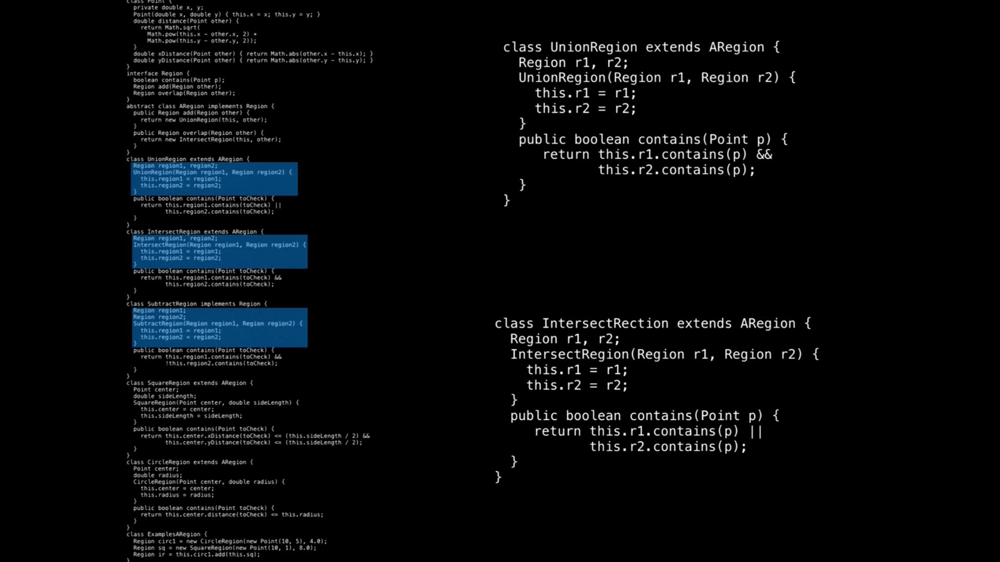 class Point {
  private double x, y;
  Point(double x, double y) { this.x = x; this.y = y; }
  double distance(Point other) {
    return Math.sqrt(
      Math.pow(this.x - other.x, 2) +
      Math.pow(this.y - other.y, 2));
  }
  double xDistance(Point other) { return Math.abs(other.x - this.x); }
  double yDistance(Point other) { return Math.abs(other.y - this.y); }
}
interface Region {
  boolean contains(Point p);
  Region add(Region other);
  Region overlap(Region other);
}
abstract class ARegion implements Region {
  public Region add(Region other) {
    return new UnionRegion(this, other);
  }
  public Region overlap(Region other) {
    return new IntersectRegion(this, other);
  }
}
class UnionRegion extends ARegion {
  Region region1, region2;
  UnionRegion(Region region1, Region region2) {
    this.region1 = region1;
    this.region2 = region2;
  }
  public boolean contains(Point toCheck) {
    return this.region1.contains(toCheck) ||
           this.region2.contains(toCheck);
  }
}
class IntersectRegion extends ARegion {
  Region region1, region2;
  IntersectRegion(Region region1, Region region2) {
    this.region1 = region1;
    this.region2 = region2;
  }
  public boolean contains(Point toCheck) {
    return this.region1.contains(toCheck) &&
           this.region2.contains(toCheck);
  }
}
class SubtractRegion implements Region {
  Region region1;
  Region region2;
  SubtractRegion(Region region1, Region region2) {
    this.region1 = region1;
    this.region2 = region2;
  }
  public boolean contains(Point toCheck) {
    return this.region1.contains(toCheck) &&
           !this.region2.contains(toCheck);
  }
}
class SquareRegion extends ARegion {
  Point center;
  double sideLength;
  SquareRegion(Point center, double sideLength) {
    this.center = center;
    this.sideLength = sideLength;
  }
  public boolean contains(Point toCheck) {
    return this.center.xDistance(toCheck) <= (this.sideLength / 2) &&
           this.center.yDistance(toCheck) <= (this.sideLength / 2);
  }
}
class CircleRegion extends ARegion {
  Point center;
  double radius;
  CircleRegion(Point center, double radius) {
    this.center = center;
    this.radius = radius;
  }
  public boolean contains(Point toCheck) {
    return this.center.distance(toCheck) <= this.radius;
  }
}
class ExamplesARegion {
  Region circ1 = new CircleRegion(new Point(10, 5), 4.0);
  Region sq = new SquareRegion(new Point(10, 1), 8.0);
  Region ir = this.circ1.add(this.sq);
}
class UnionRegion extends ARegion {
  Region r1, r2;
  UnionRegion(Region r1, Region r2) {
    this.r1 = r1;
    this.r2 = r2;
  }
  public boolean contains(Point p) {
     return this.r1.contains(p) &&
            this.r2.contains(p);
  }
}
class IntersectRection extends ARegion {
  Region r1, r2;
  IntersectRegion(Region r1, Region r2) {
    this.r1 = r1;
    this.r2 = r2;
  }
  public boolean contains(Point p) {
     return this.r1.contains(p) ||
            this.r2.contains(p);
  }
}